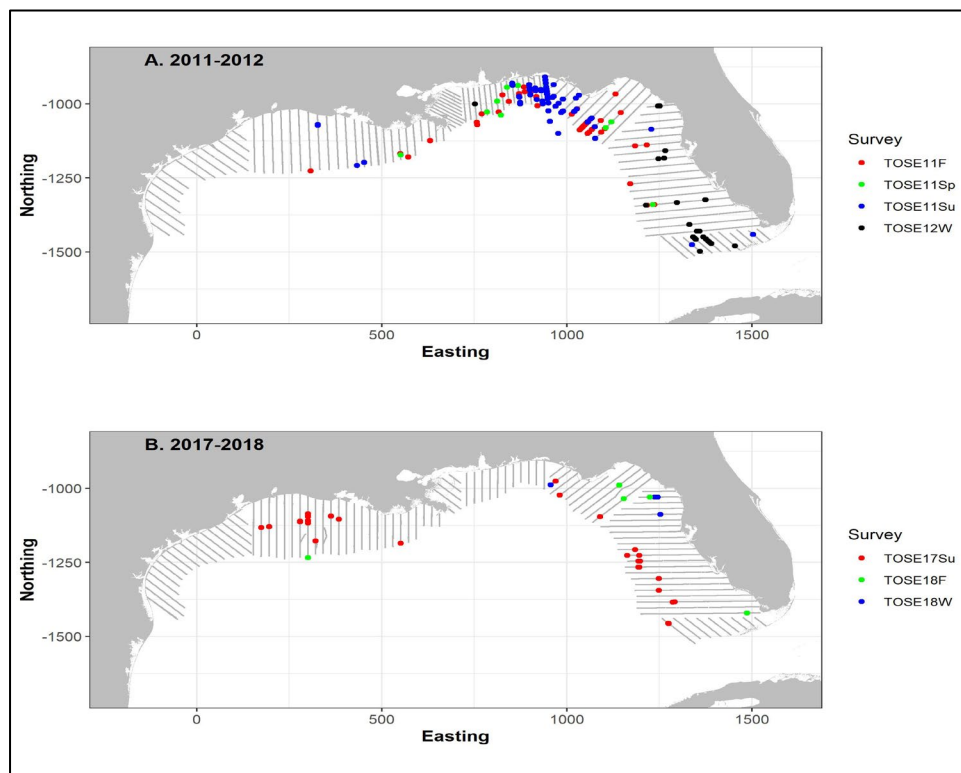 A. 2011-2012
-1000
-1250
-1500
Northing
0 500 1000 1500
Easting
Survey
TOSE11F
TOSE11Sp
TOSE11Su
TOSE12W
B. 2017-2018
-1000
-1250
-1500
Northing
0 500 1000 1500
Easting
Survey
TOSE17Su
TOSE18F
TOSE18W